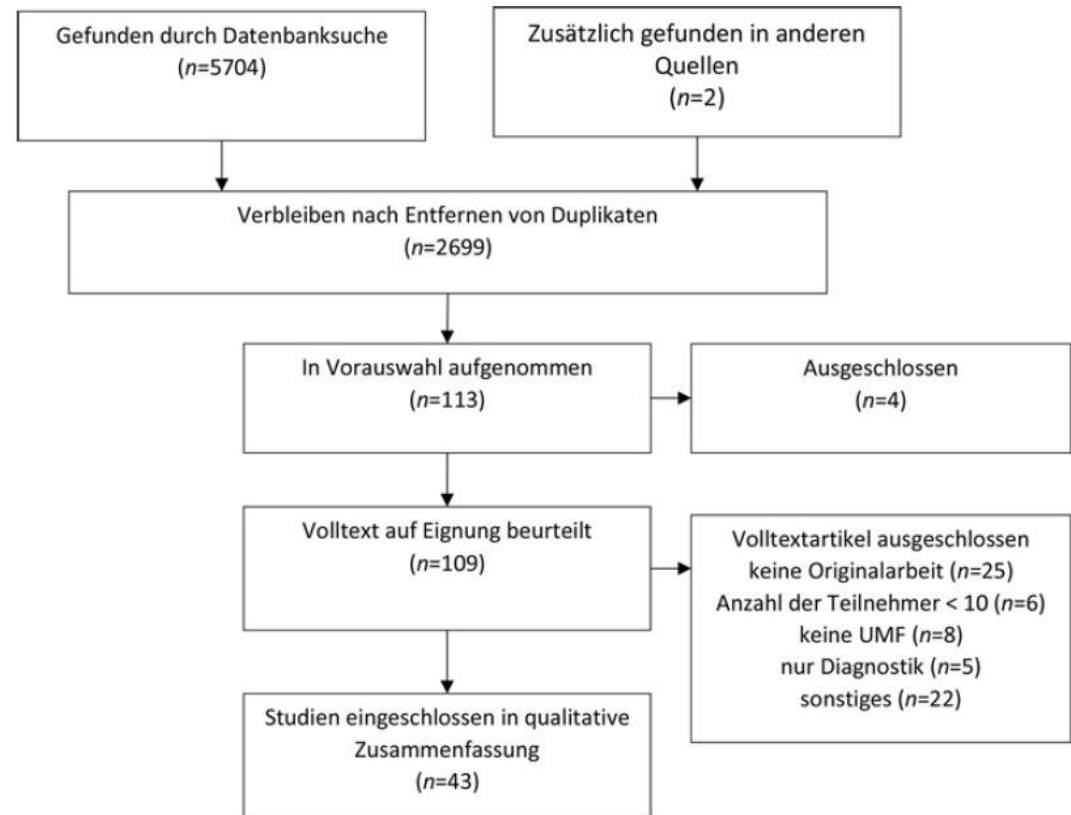 Gefunden durch Datenbanksuche
(n=5704)
Zusätzlich gefunden in anderen
Quellen
(n=2)
Verbleiben nach Entfernen von Duplikaten
(n=2699)
In Vorauswahl aufgenommen
(n=113)
Ausgeschlossen
(n=4)
Volltext auf Eignung beurteilt
(n=109)
Volltextartikel ausgeschlossen
keine Originalarbeit (n=25)
Anzahl der Teilnehmer < 10 (n=6)
keine UMF (n=8)
nur Diagnostik (n=5)
sonstiges (n=22)
Studien eingeschlossen in qualitative
Zusammenfassung
(n=43)